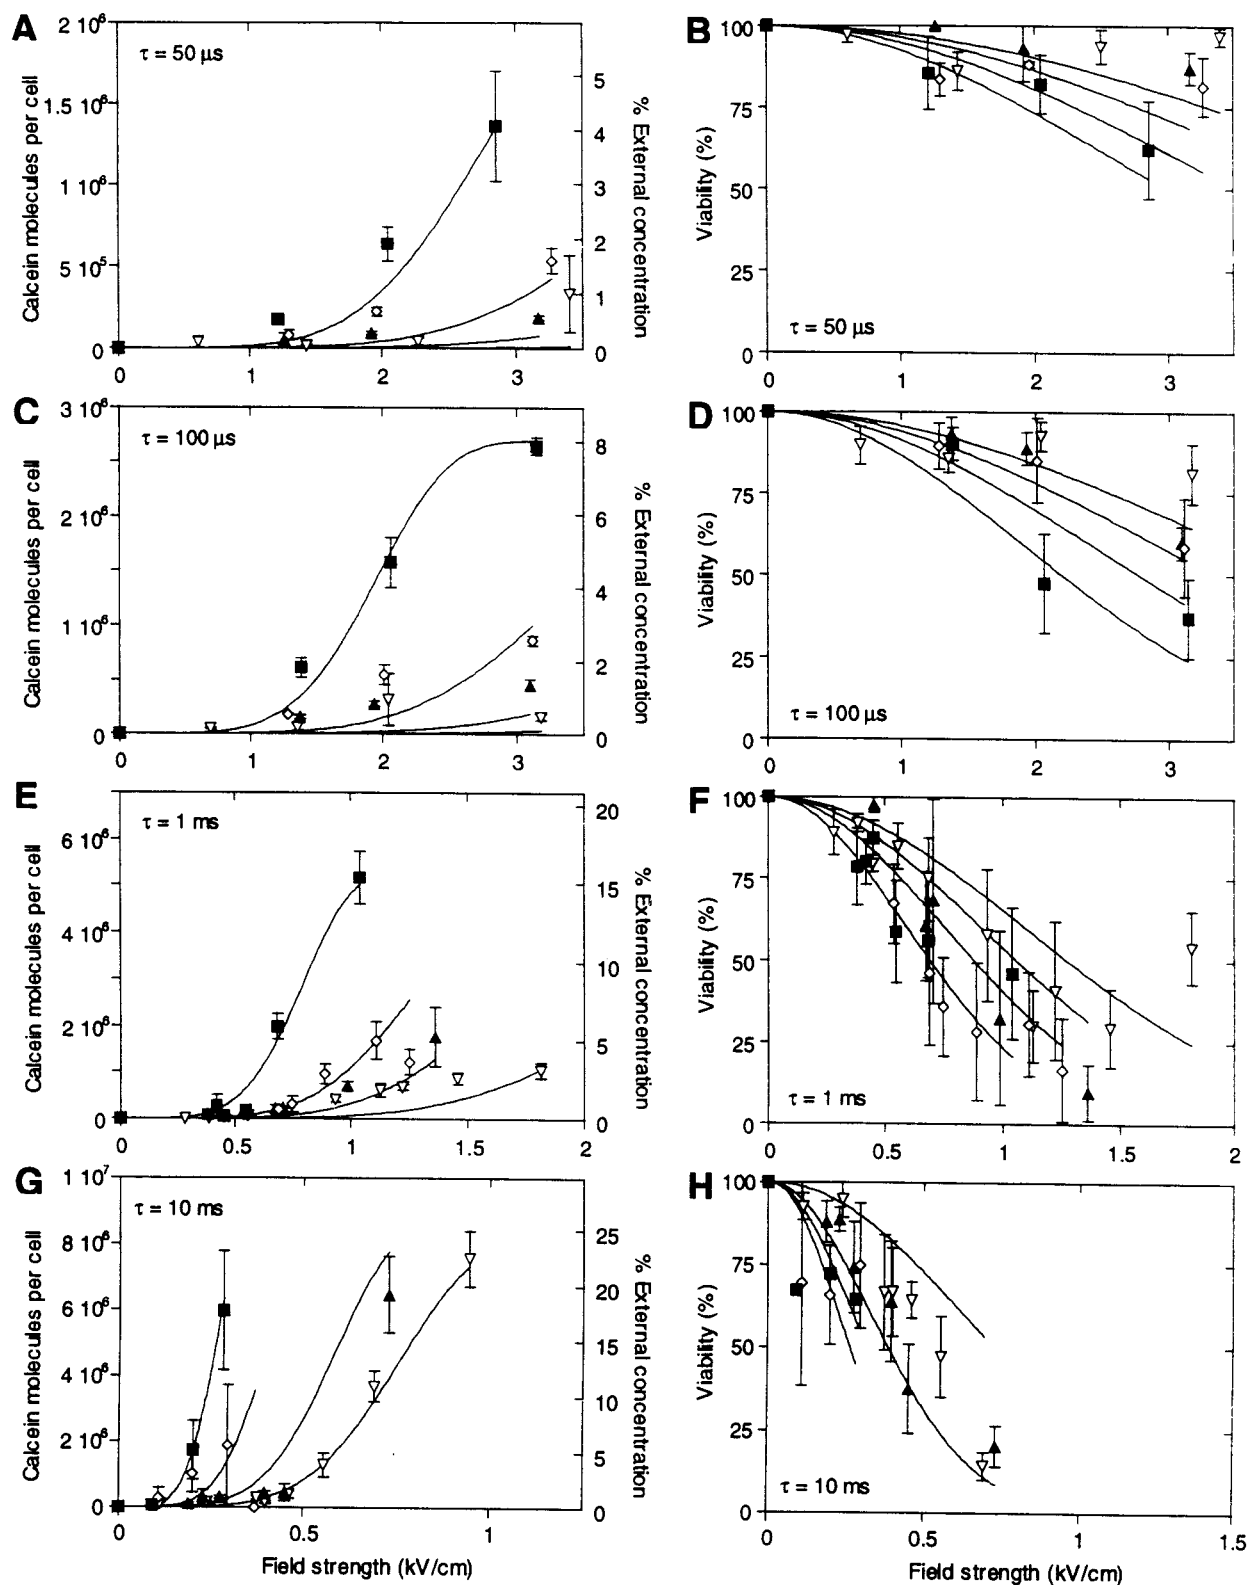 A
τ = 50 μs
Calcein molecules per cell
2 10⁶
1.5 10⁶
1 10⁶
5 10⁵
0
5
4
3
2
1
0
% External concentration
0 1 2 3
B
τ = 50 μs
Viability (%)
100
75
50
25
0
0 1 2 3
C
τ = 100 μs
Calcein molecules per cell
3 10⁶
2 10⁶
1 10⁶
0
8
6
4
2
0
% External concentration
0 1 2 3
D
τ = 100 μs
Viability (%)
100
75
50
25
0
0 1 2 3
E
τ = 1 ms
Calcein molecules per cell
6 10⁶
4 10⁶
2 10⁶
0
20
15
10
5
0
% External concentration
0 0.5 1 1.5 2
F
τ = 1 ms
Viability (%)
100
75
50
25
0
0 0.5 1 1.5 2
G
τ = 10 ms
Calcein molecules per cell
1 10⁷
8 10⁶
6 10⁶
4 10⁶
2 10⁶
0
25
20
15
10
5
0
% External concentration
0 0.5 1
Field strength (kV/cm)
H
τ = 10 ms
Viability (%)
100
75
50
25
0
0 0.5 1 1.5
Field strength (kV/cm)